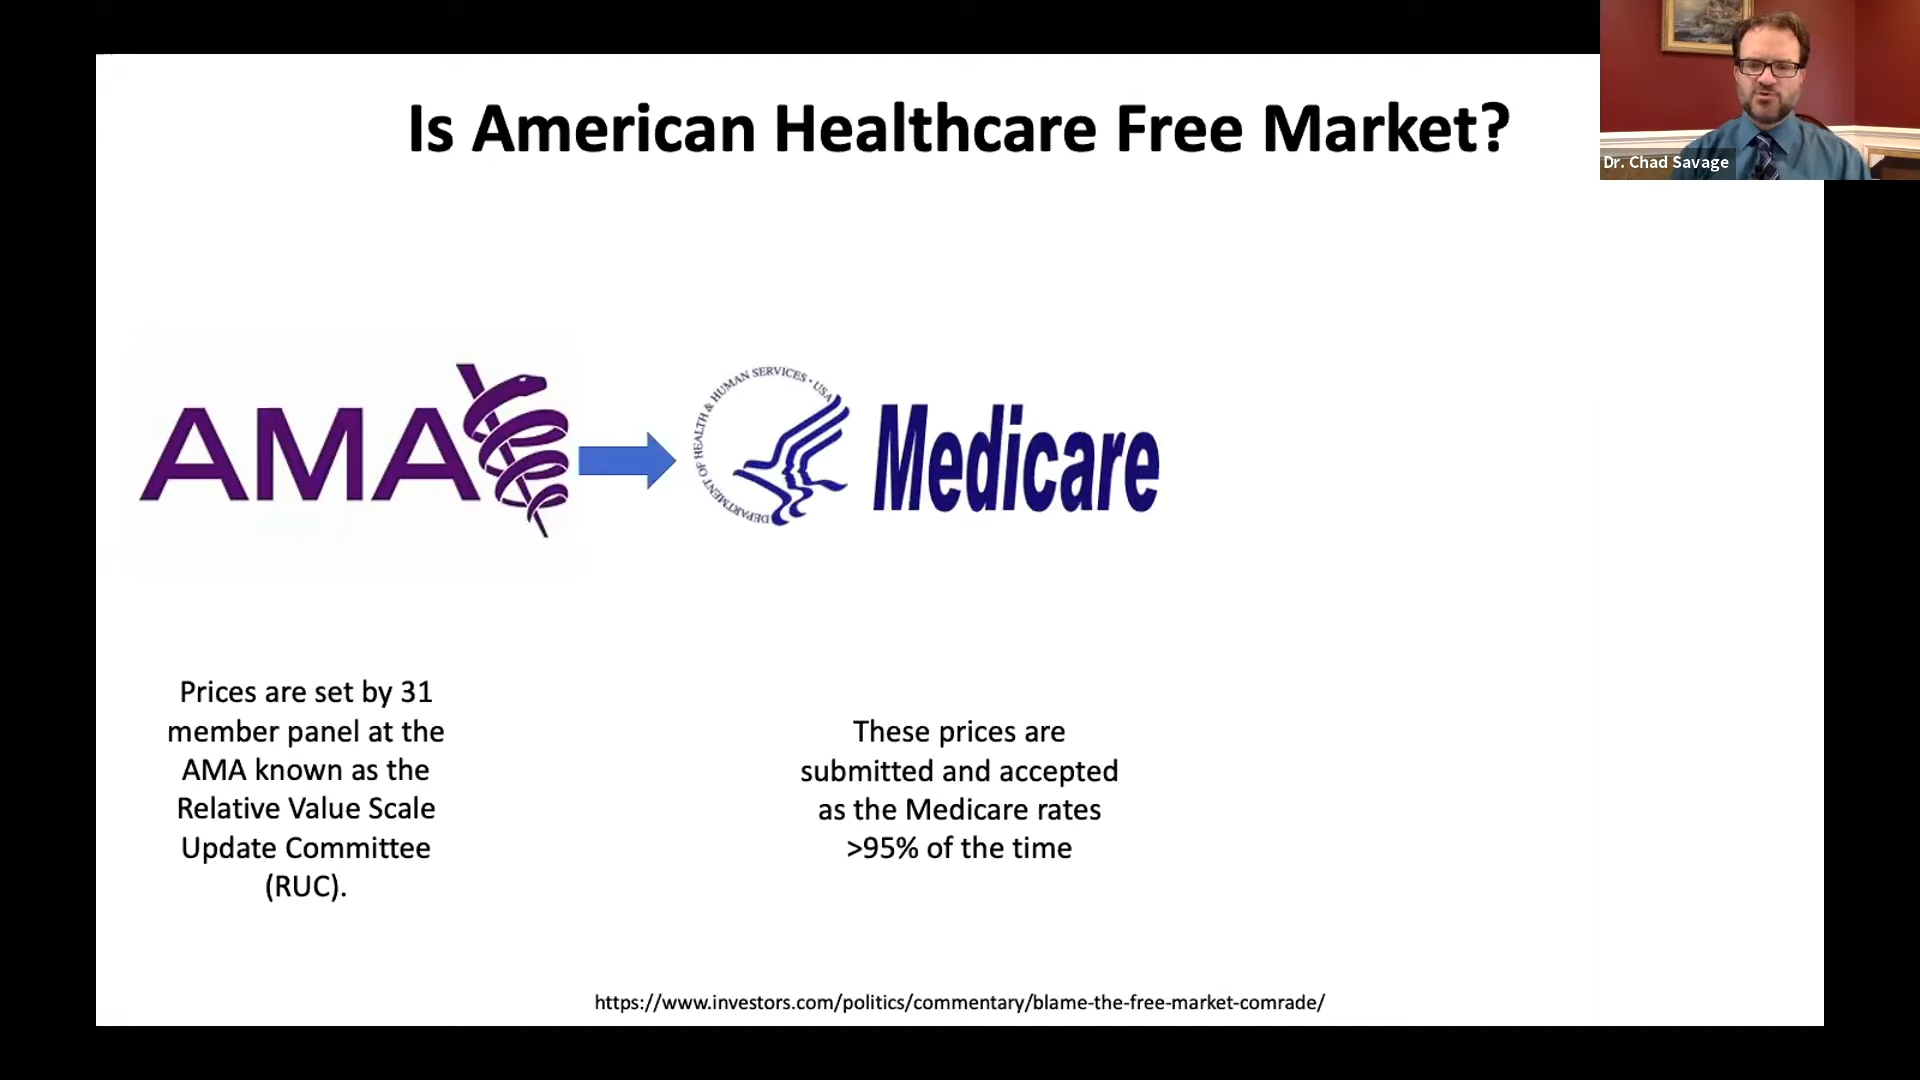 Is American Healthcare Free Market?
Dr. Chad Savage
AMA
DEPARTMENT OF HEALTH & HUMAN SERVICES • USA
Medicare
Prices are set by 31
member panel at the
AMA known as the
Relative Value Scale
Update Committee
(RUC).
These prices are
submitted and accepted
as the Medicare rates
>95% of the time
https://www.investors.com/politics/commentary/blame-the-free-market-comrade/